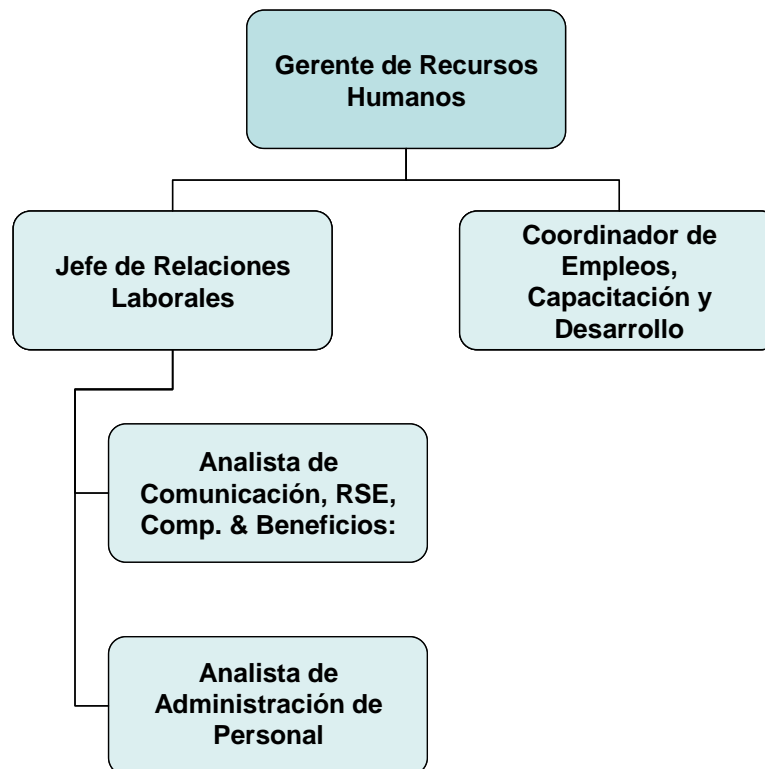 Gerente de Recursos
Humanos
Jefe de Relaciones
Laborales
Coordinador de
Empleos,
Capacitación y
Desarrollo
Analista de
Comunicación, RSE,
Comp. & Beneficios:
Analista de
Administración de
Personal